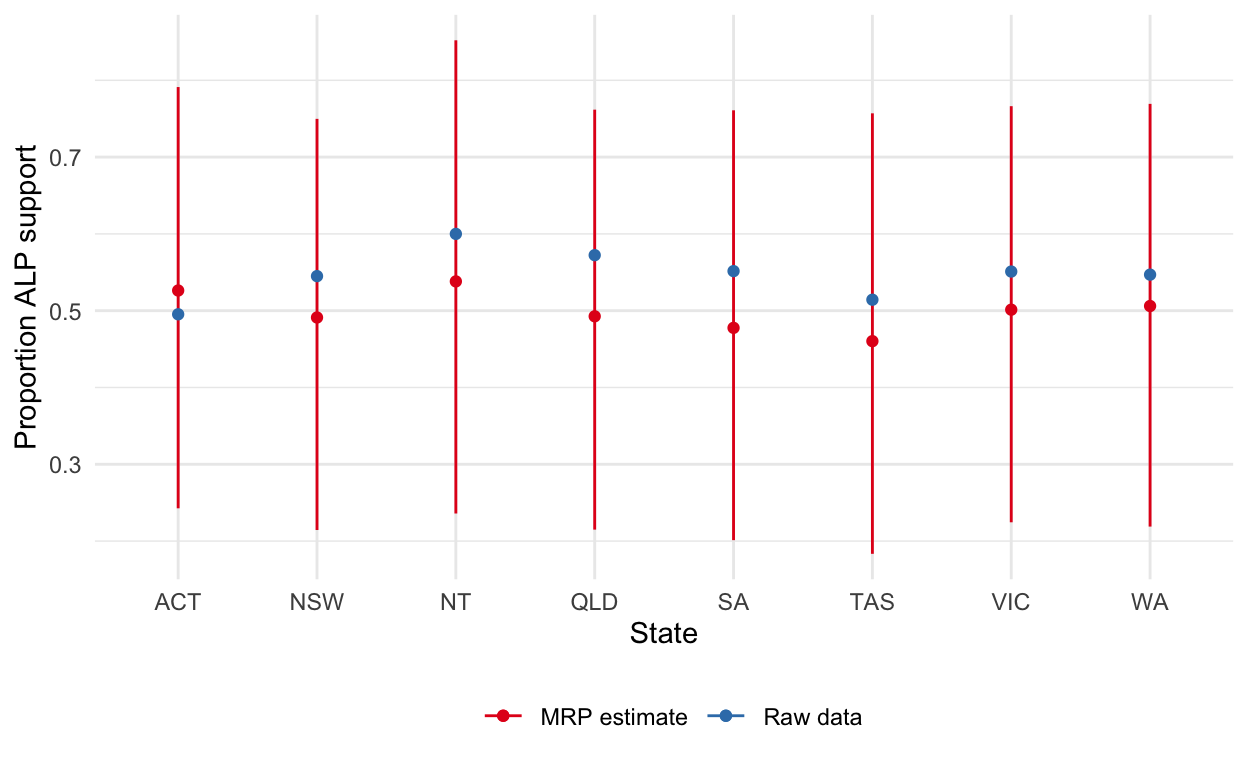 Proportion ALP support
0.7
0.5
0.3
ACT NSW NT QLD SA TAS VIC WA
State
MRP estimate Raw data